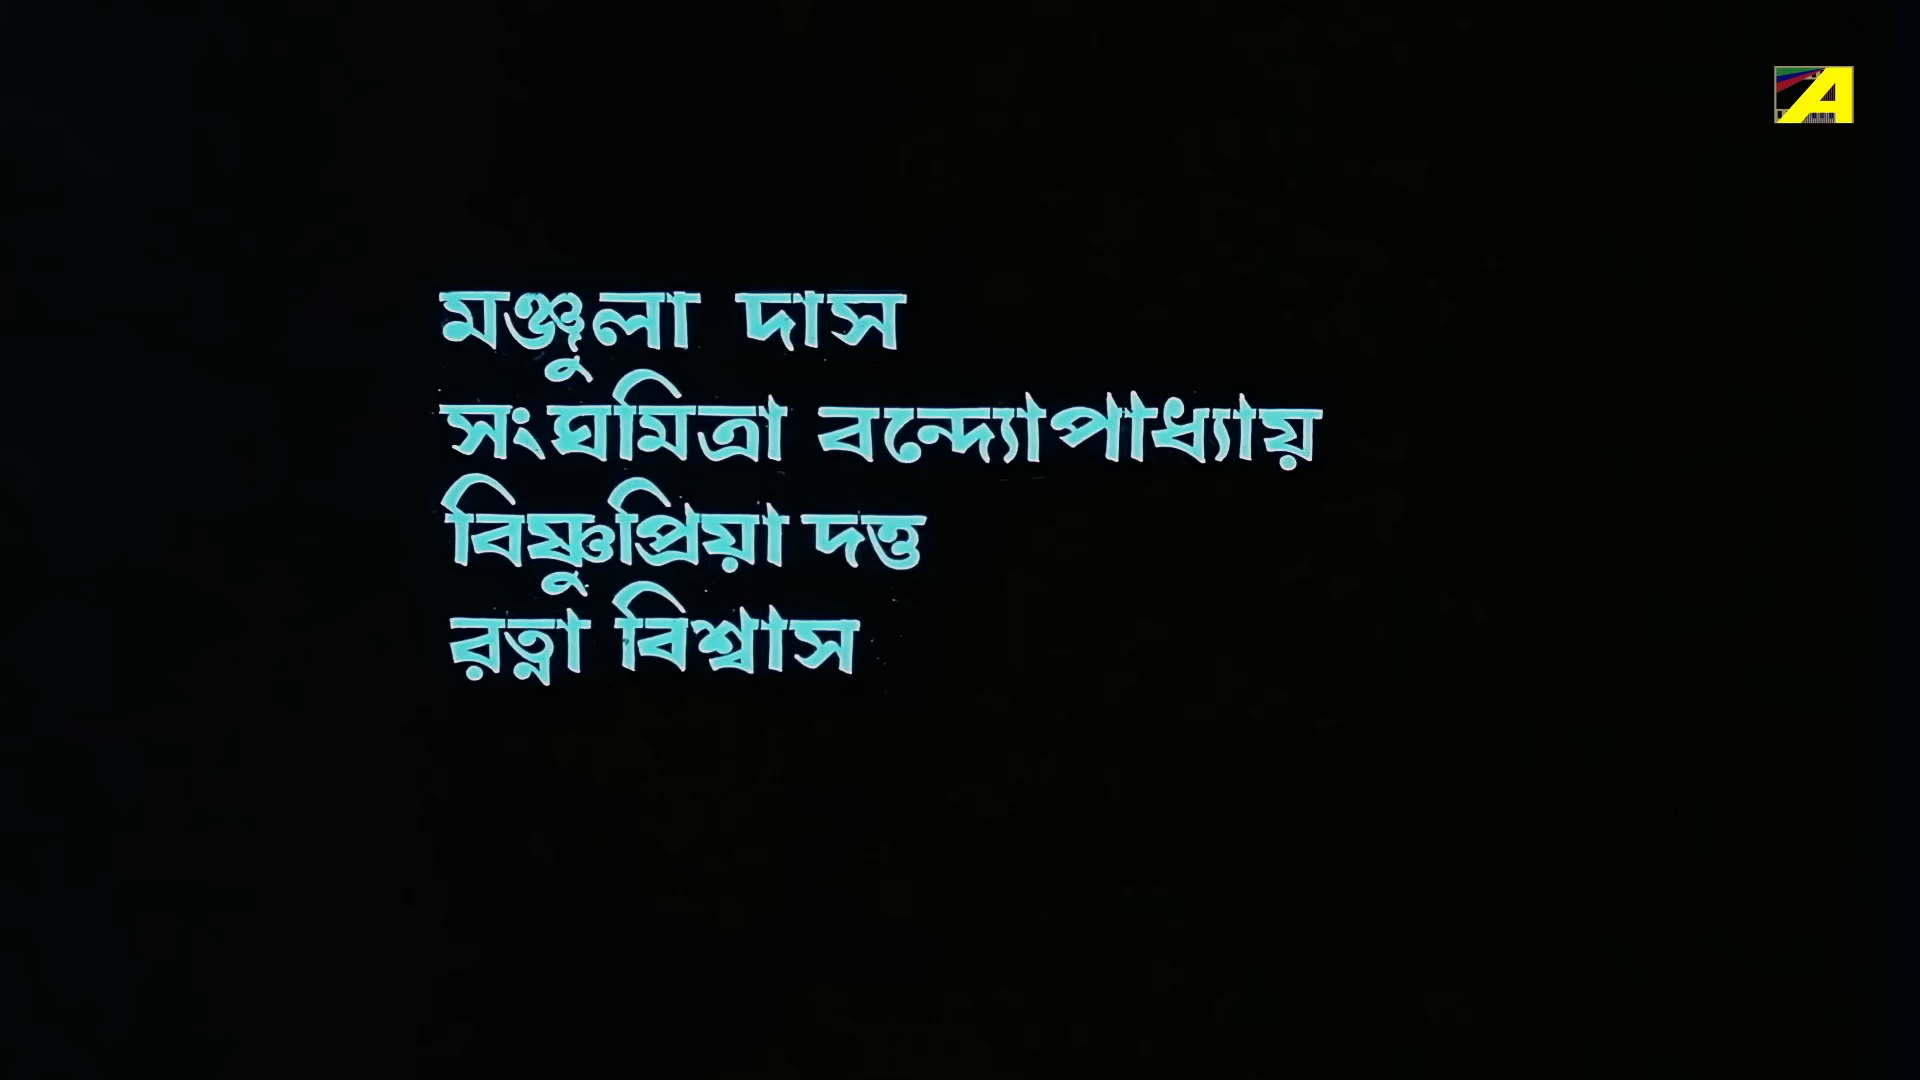 মঞ্জুলা দাস
সংঘমিত্রা বন্দ্যোপাধ্যায়
বিষ্ণুপ্রিয়া দত্ত
রত্না বিশ্বাস